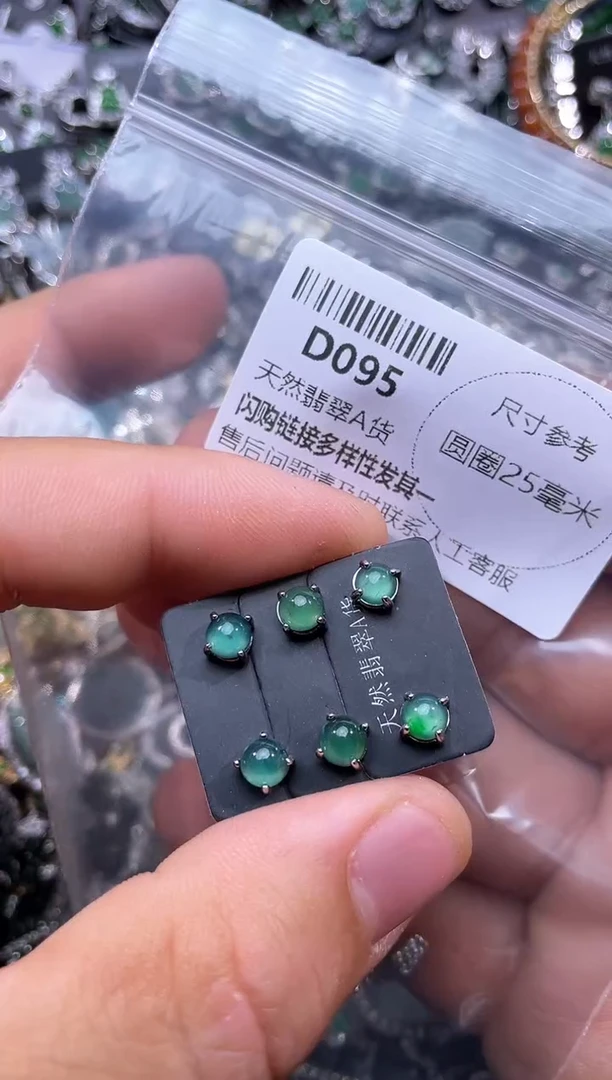 D095
天然翡翠A货
闪购链接多样性发其一
售后问题请及时联系人工客服
尺寸参考
圆圈25毫米
天然翡翠A货